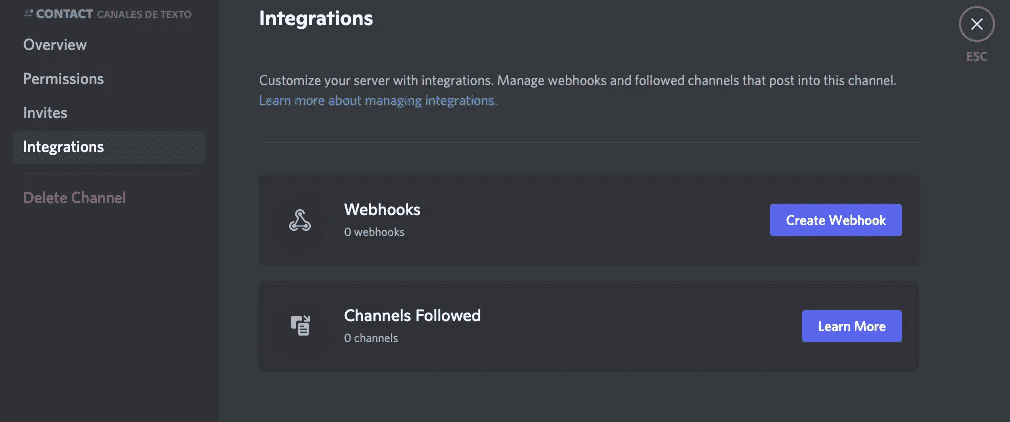 # CONTACT CANALES DE TEXTO
Overview
Permissions
Invites
Integrations
Delete Channel
Integrations
ESC
Customize your server with integrations. Manage webhooks and followed channels that post into this channel.
Learn more about managing integrations.
Webhooks
0 webhooks
Create Webhook
Channels Followed
0 channels
Learn More